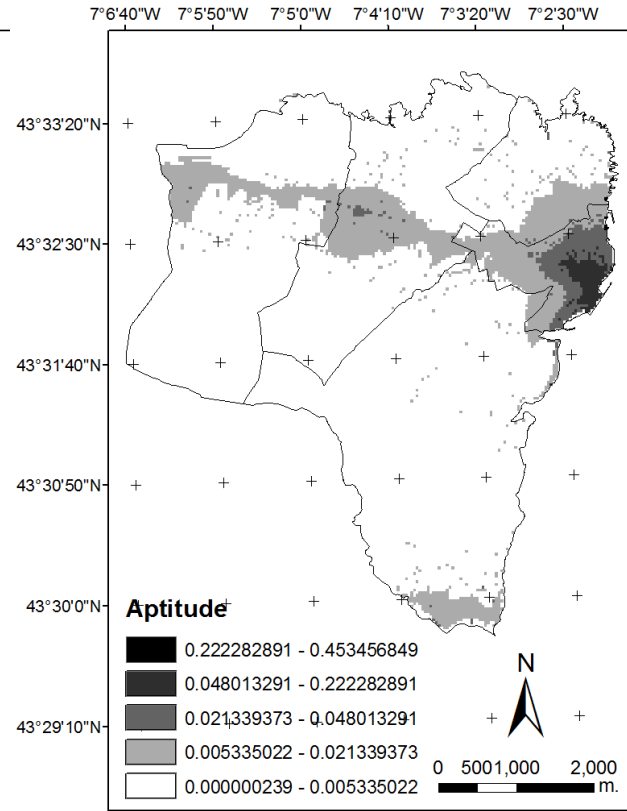 7°6'40"W 7°5'50"W 7°5'0"W 7°4'10"W 7°3'20"W 7°2'30"W
43°33'20"N
43°32'30"N
43°31'40"N
43°30'50"N
43°30'0"N
43°29'10"N
Aptitude
0.222282891 - 0.453456849
0.048013291 - 0.222282891
0.021339373 - 0.048013291
0.005335022 - 0.021339373
0.000000239 - 0.005335022
N
0 500 1,000 2,000
m.